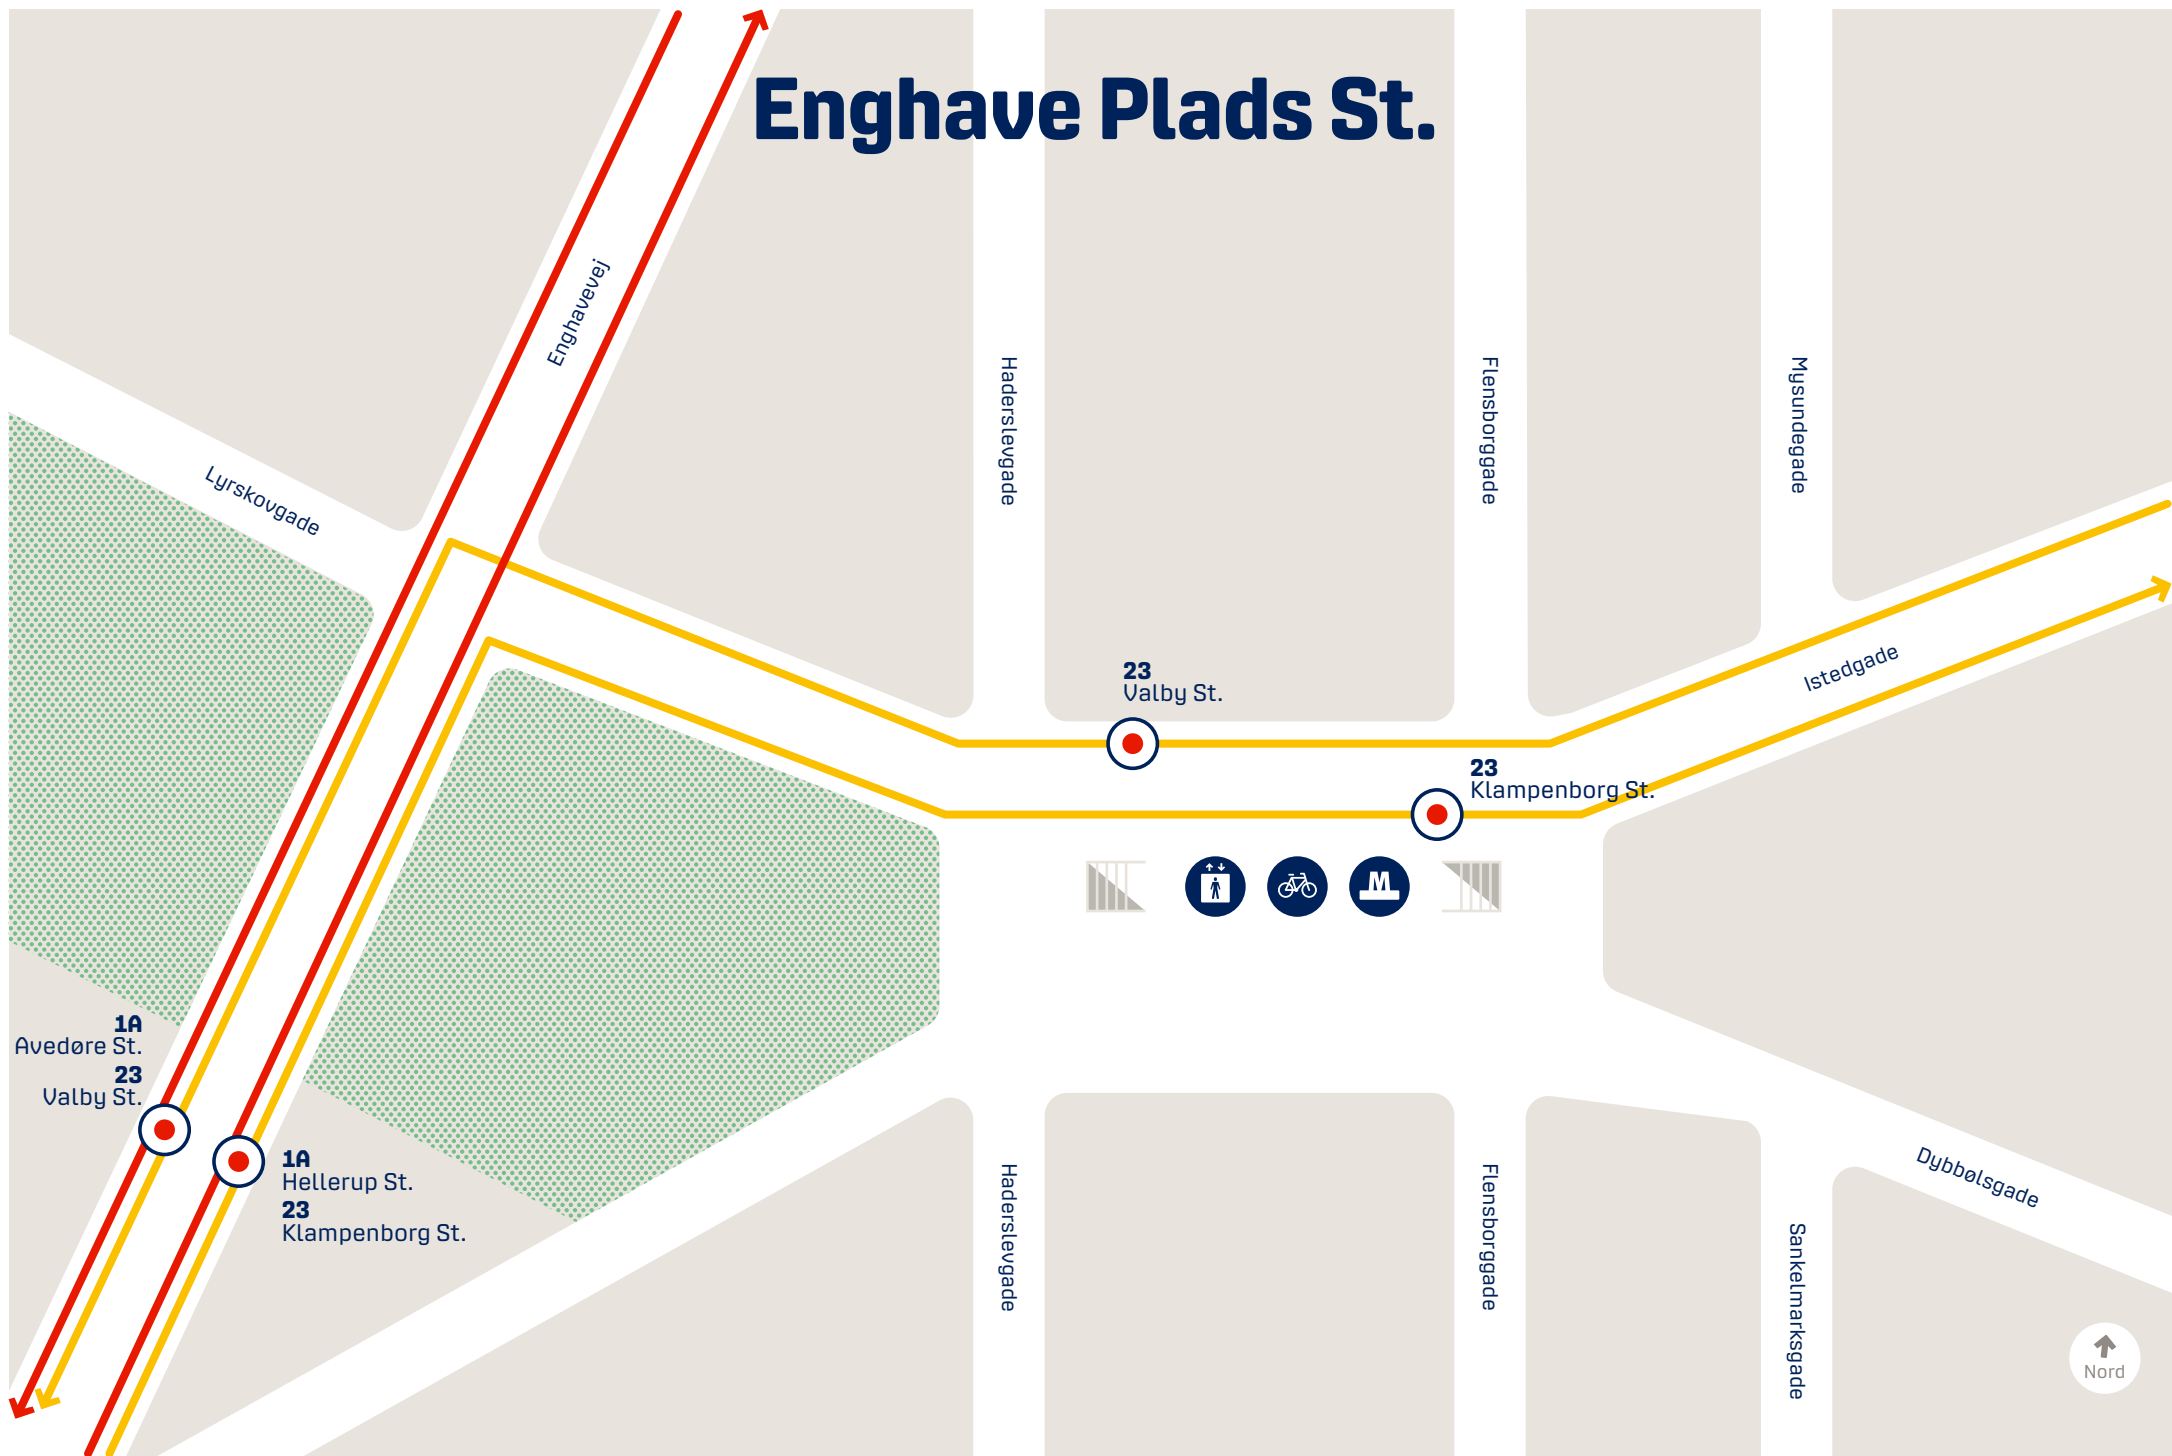 Enghave Plads St.
Enghavevej
Haderslevgade
Flensborggade
Mysundegade
Lyrskovgade
23
Valby St.
Istedgade
23
Klampenborg St.
M
1A
Avedøre St.
23
Valby St.
1A
Hellerup St.
23
Klampenborg St.
Haderslevgade
Flensborggade
Dybbølsgade
Sankelmarksgade
Nord